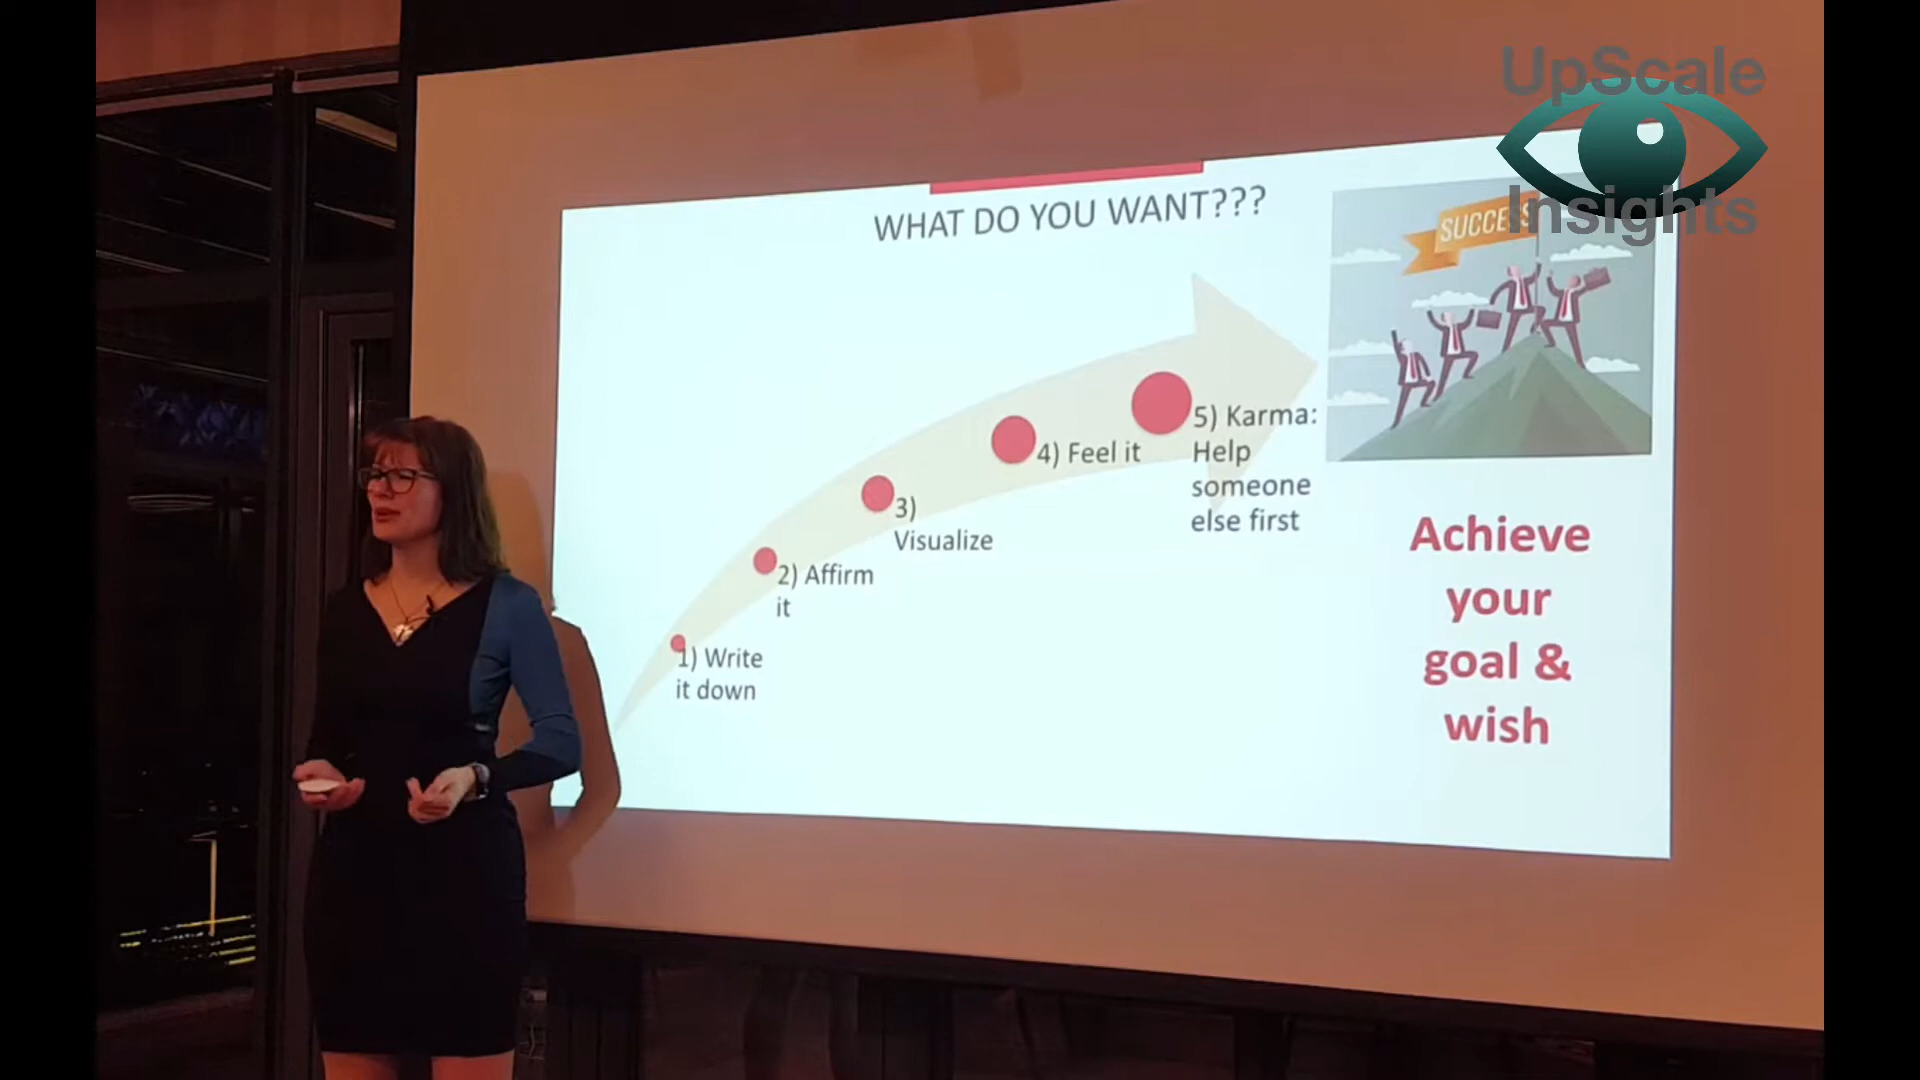 UpScale
Insights
WHAT DO YOU WANT???
SUCCESS
1) Write
it down
2) Affirm
it
3)
Visualize
4) Feel it
5) Karma:
Help
someone
else first
Achieve
your
goal &
wish